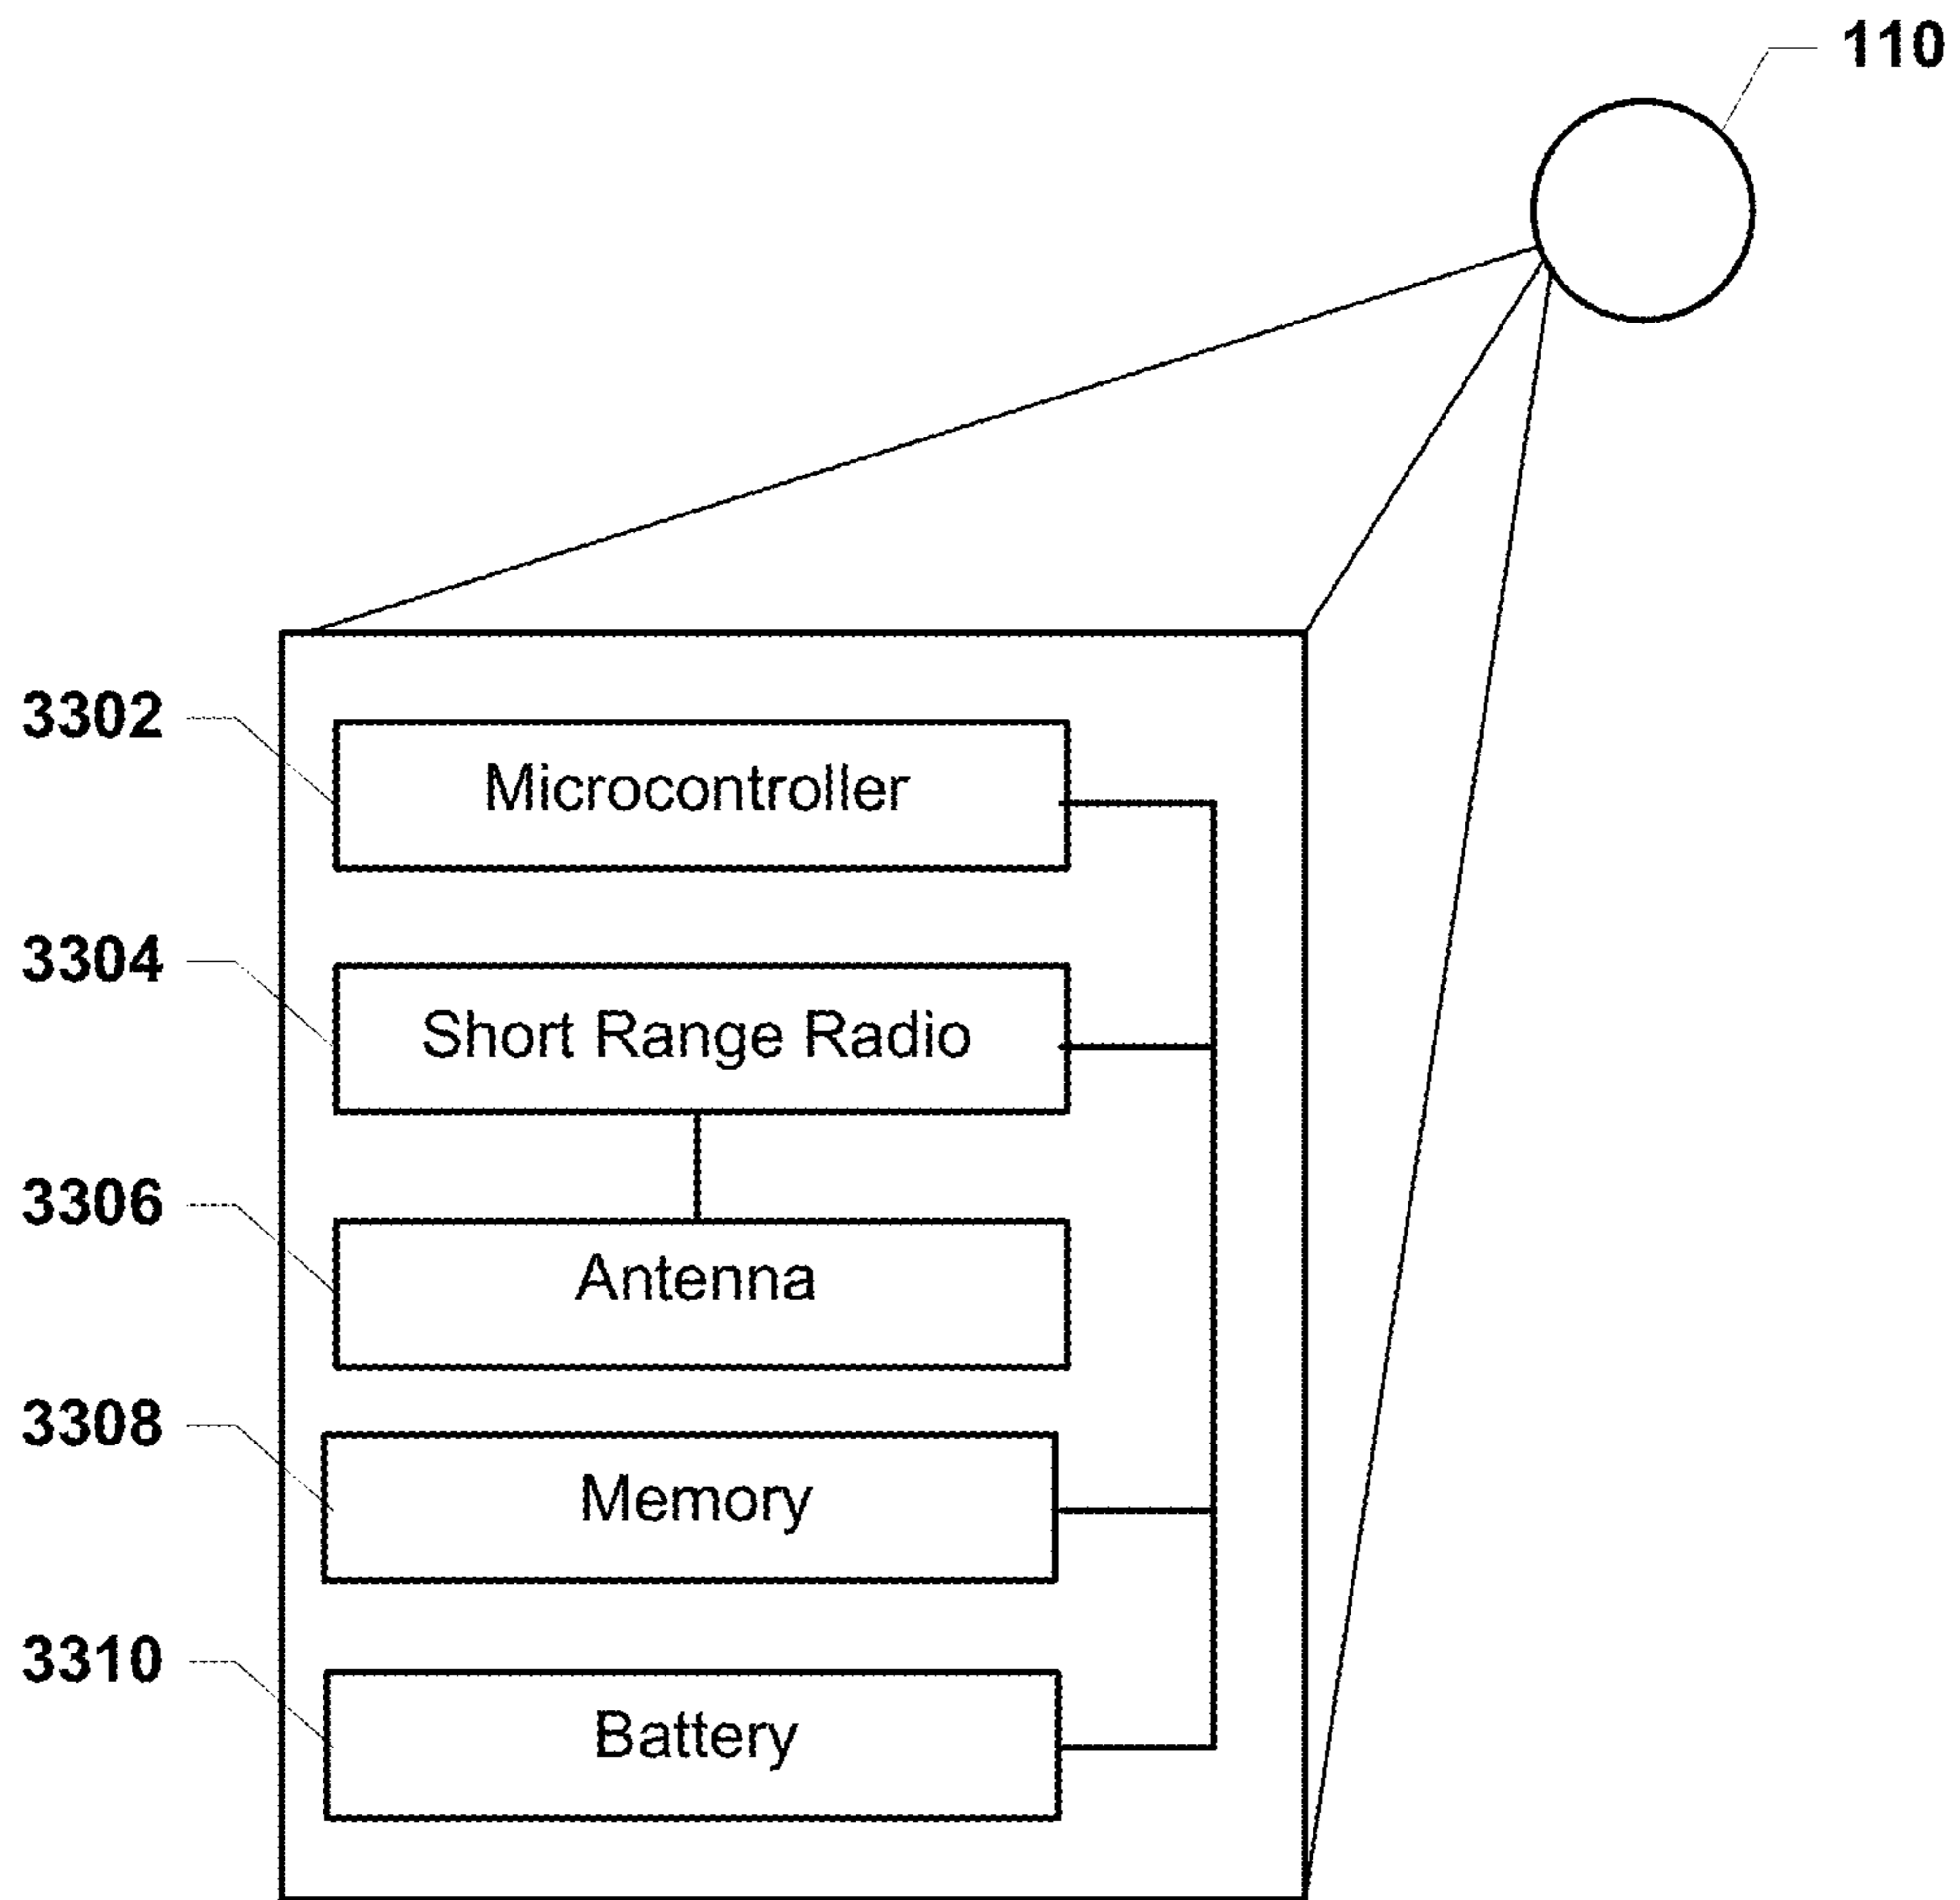 110
3302
Microcontroller
3304
Short Range Radio
3306
Antenna
3308
Memory
3310
Battery